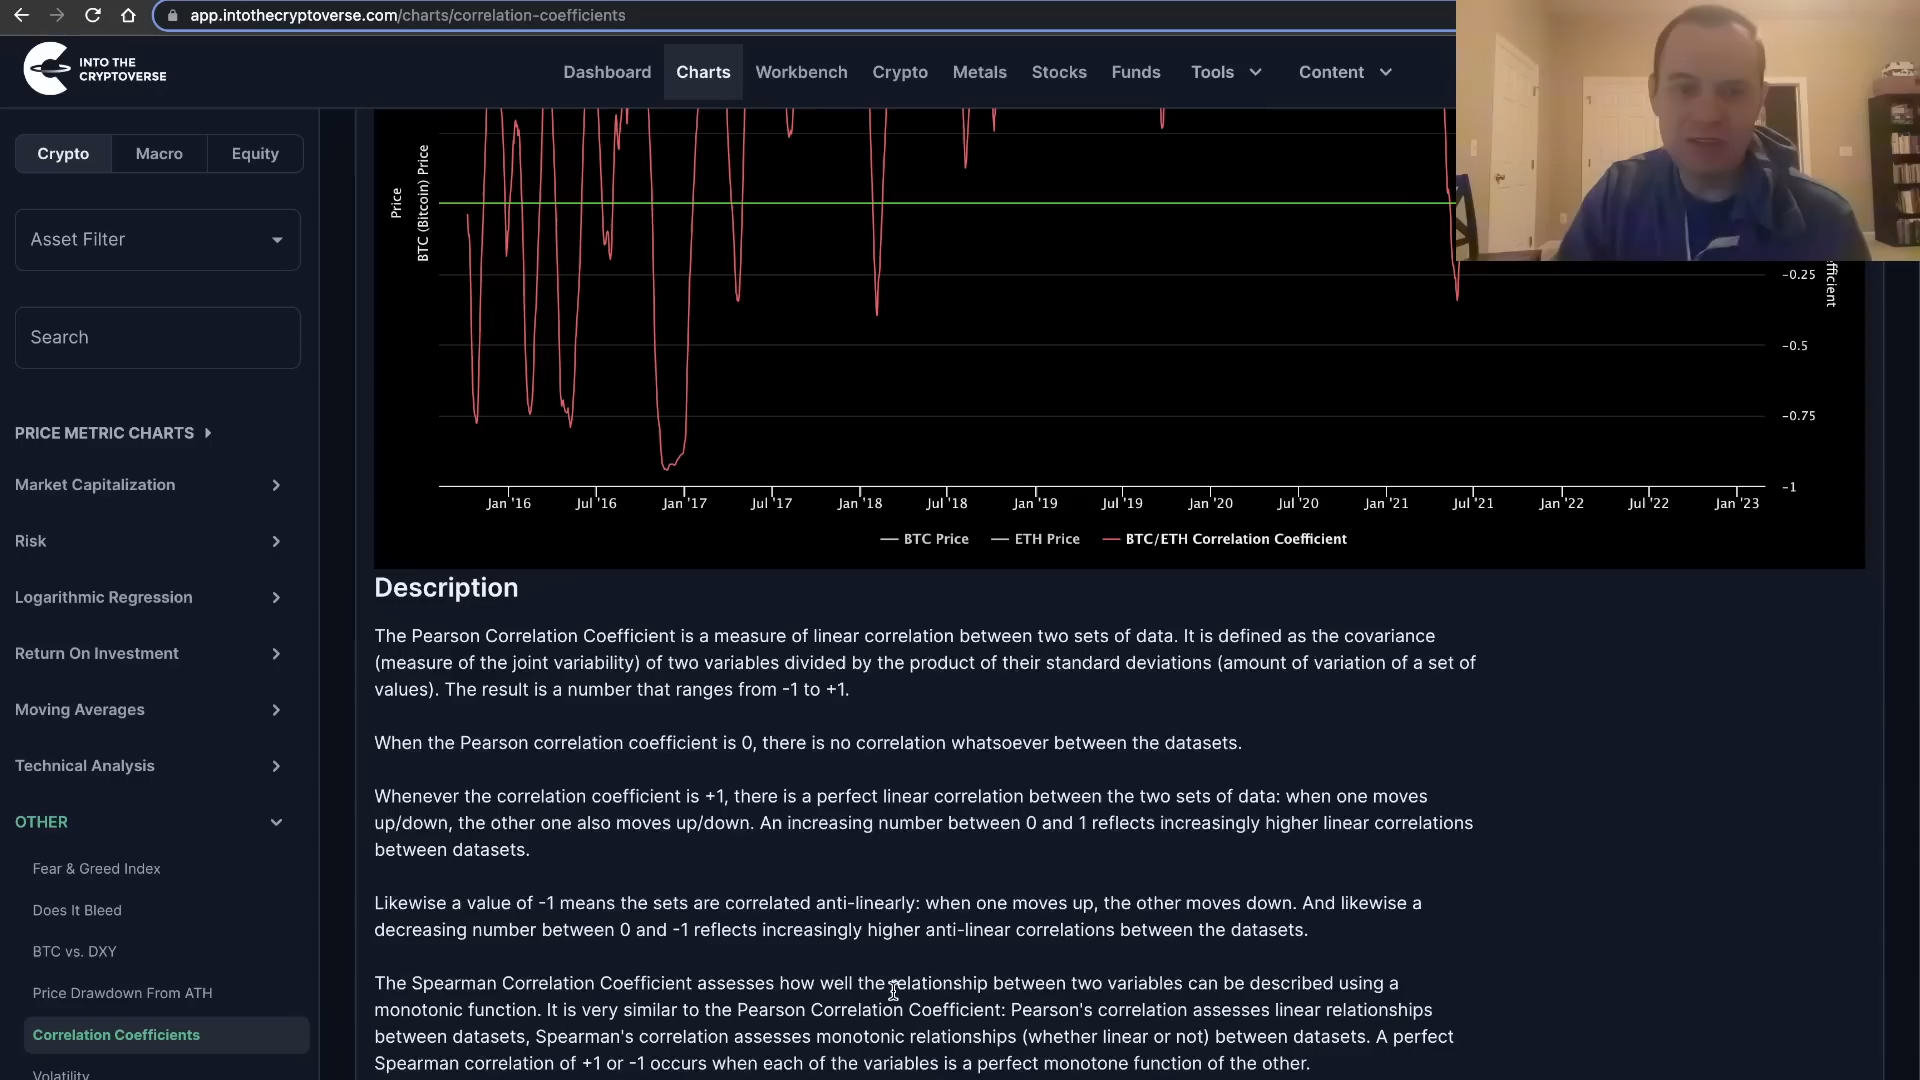 app.intothecryptoverse.com/charts/correlation-coefficients
INTO THE
CRYPTOVERSE
Dashboard
Charts
Workbench
Crypto
Metals
Stocks
Funds
Tools
Content
Crypto
Macro
Equity
Asset Filter
Search
PRICE METRIC CHARTS
Market Capitalization
Risk
Logarithmic Regression
Return On Investment
Moving Averages
Technical Analysis
OTHER
Fear & Greed Index
Does It Bleed
BTC vs. DXY
Price Drawdown From ATH
Correlation Coefficients
Volatility
Price
BTC (Bitcoin) Price
-0.25
-0.5
-0.75
-1
Jan '16
Jul '16
Jan '17
Jul '17
Jan '18
Jul '18
Jan '19
Jul '19
Jan '20
Jul '20
Jan '21
Jul '21
Jan '22
Jul '22
Jan '23
BTC Price
ETH Price
BTC/ETH Correlation Coefficient
Description
The Pearson Correlation Coefficient is a measure of linear correlation between two sets of data. It is defined as the covariance
(measure of the joint variability) of two variables divided by the product of their standard deviations (amount of variation of a set of
values). The result is a number that ranges from -1 to +1.
When the Pearson correlation coefficient is 0, there is no correlation whatsoever between the datasets.
Whenever the correlation coefficient is +1, there is a perfect linear correlation between the two sets of data: when one moves
up/down, the other one also moves up/down. An increasing number between 0 and 1 reflects increasingly higher linear correlations
between datasets.
Likewise a value of -1 means the sets are correlated anti-linearly: when one moves up, the other moves down. And likewise a
decreasing number between 0 and -1 reflects increasingly higher anti-linear correlations between the datasets.
The Spearman Correlation Coefficient assesses how well the relationship between two variables can be described using a
monotonic function. It is very similar to the Pearson Correlation Coefficient: Pearson's correlation assesses linear relationships
between datasets, Spearman's correlation assesses monotonic relationships (whether linear or not) between datasets. A perfect
Spearman correlation of +1 or -1 occurs when each of the variables is a perfect monotone function of the other.